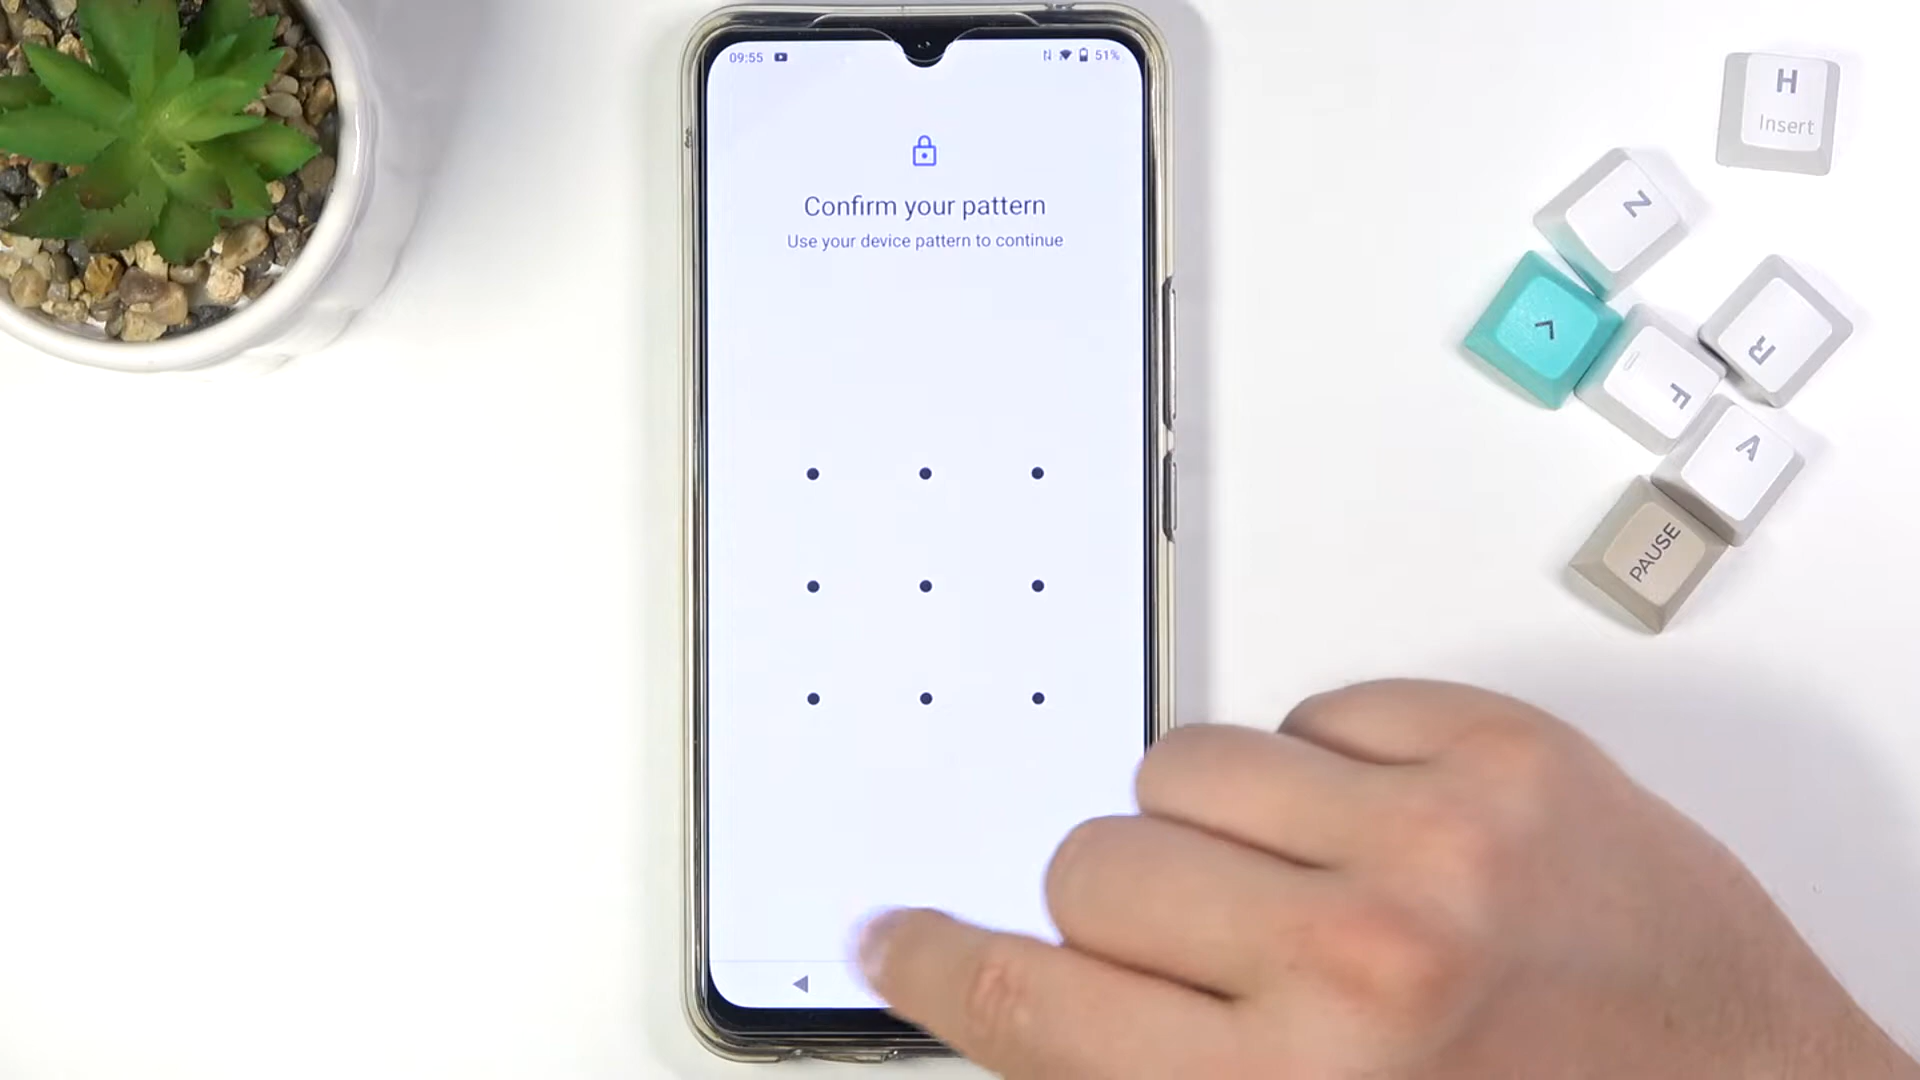 09:55
51%
Confirm your pattern
Use your device pattern to continue
H
Insert
Z
<
F
R
A
PAUSE